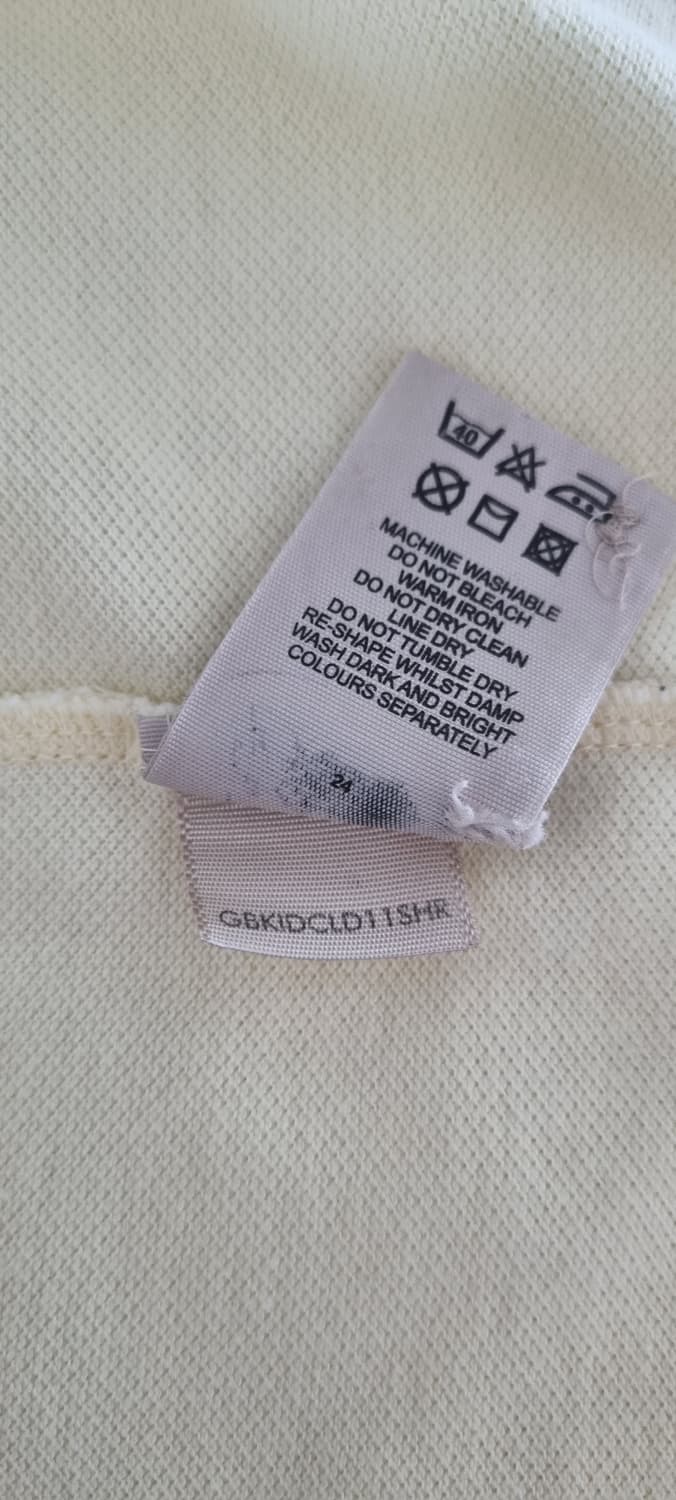 40
MACHINE WASHABLE
DO NOT BLEACH
WARM IRON
DO NOT DRY CLEAN
LINE DRY
DO NOT TUMBLE DRY
RE-SHAPE WHILST DAMP
WASH DARK AND BRIGHT
COLOURS SEPARATELY
24
GBKIDCLD11SHR